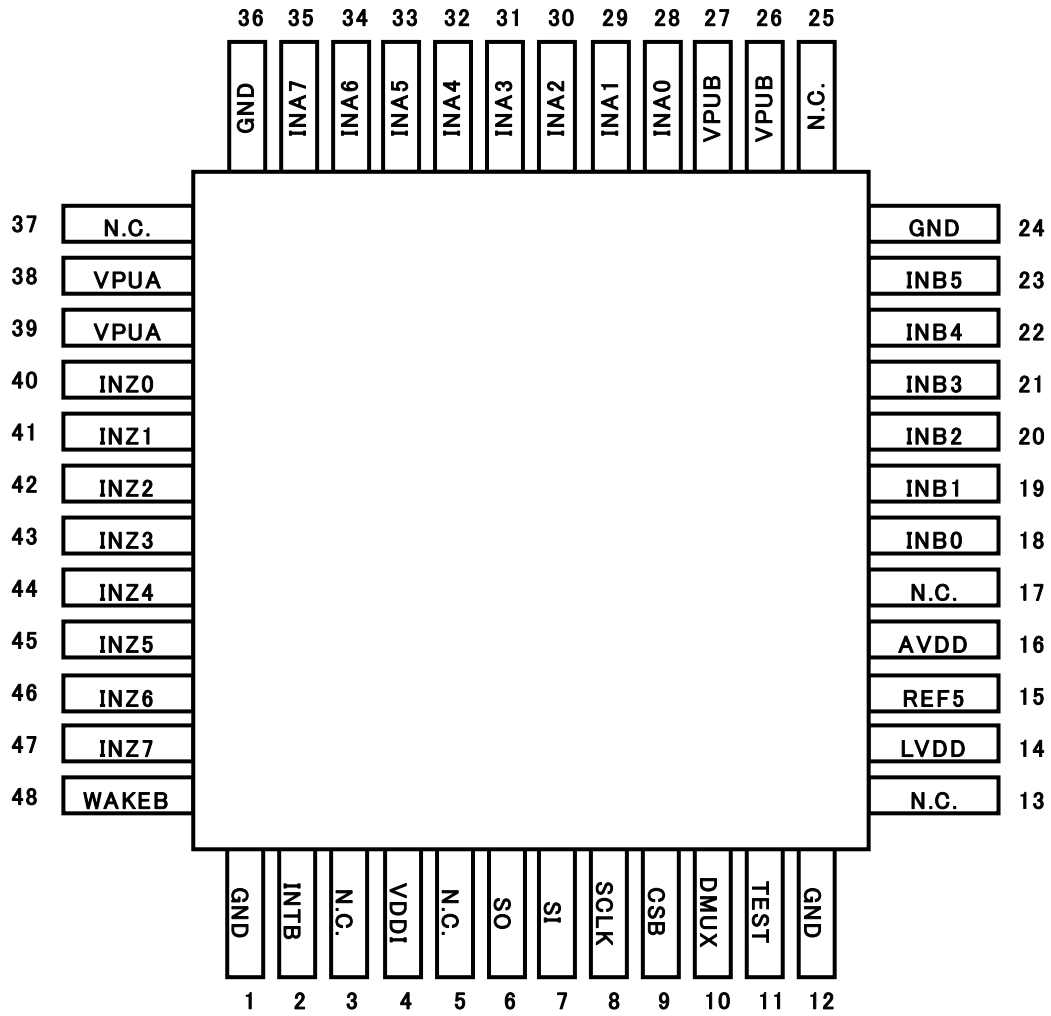 36 35 34 33 32 31 30 29 28 27 26 25
GND INA7 INA6 INA5 INA4 INA3 INA2 INA1 INA0 VPUB VPUB N.C.
37 N.C. GND 24
38 VPUA INB5 23
39 VPUA INB4 22
40 INZ0 INB3 21
41 INZ1 INB2 20
42 INZ2 INB1 19
43 INZ3 INB0 18
44 INZ4 N.C. 17
45 INZ5 AVDD 16
46 INZ6 REF5 15
47 INZ7 LVDD 14
48 WAKEB N.C. 13
GND INTB N.C. VDDI N.C. SO SI SCLK CSB DMUX TEST GND
1 2 3 4 5 6 7 8 9 10 11 12